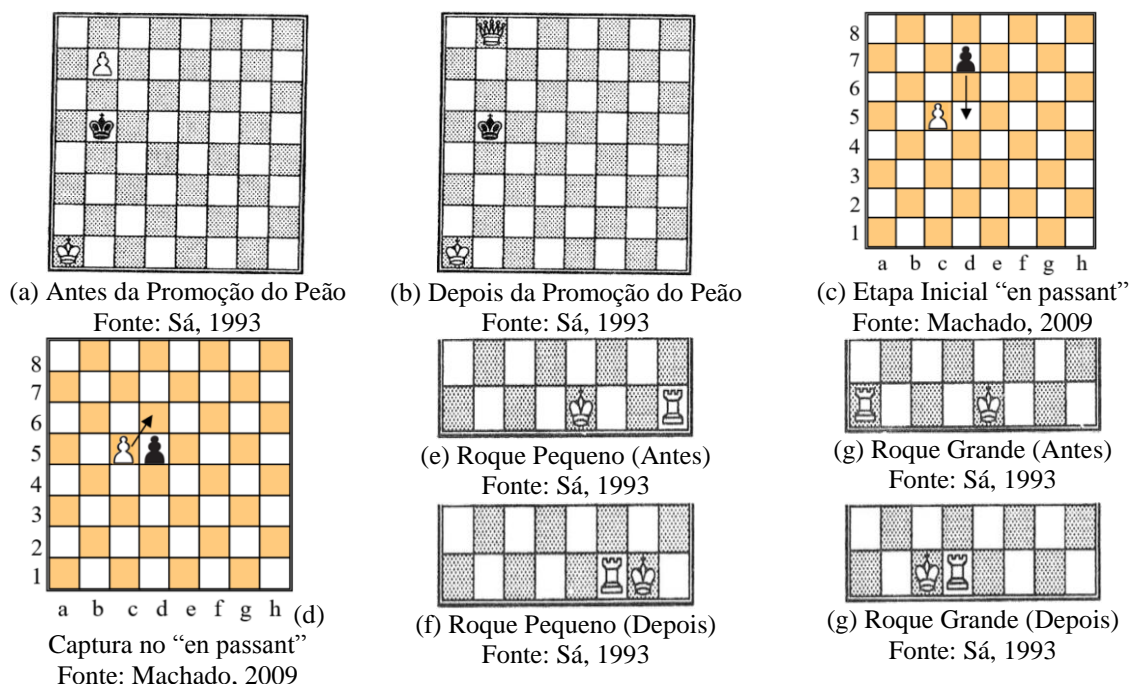 (a) Antes da Promoção do Peão
Fonte: Sá, 1993
(b) Depois da Promoção do Peão
Fonte: Sá, 1993
8
7
6
5
4
3
2
1
a b c d e f g h
(c) Etapa Inicial “en passant”
Fonte: Machado, 2009
8
7
6
5
4
3
2
1
a b c d e f g h (d)
Captura no “en passant”
Fonte: Machado, 2009
(e) Roque Pequeno (Antes)
Fonte: Sá, 1993
(g) Roque Grande (Antes)
Fonte: Sá, 1993
(f) Roque Pequeno (Depois)
Fonte: Sá, 1993
(g) Roque Grande (Depois)
Fonte: Sá, 1993